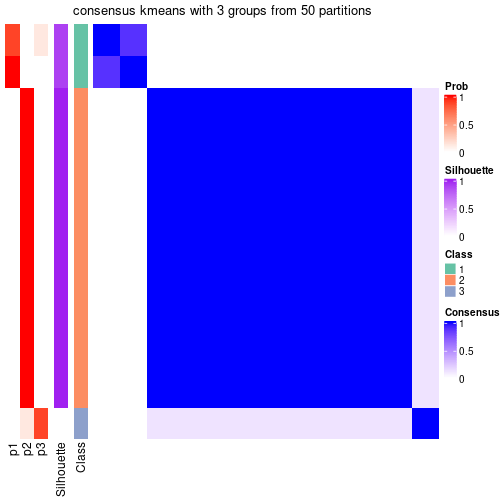 consensus kmeans with 3 groups from 50 partitions
Prob
1
0.5
0
Silhouette
1
0.5
0
Class
1
2
3
Consensus
1
0.5
0
p1
p2
p3
Silhouette
Class